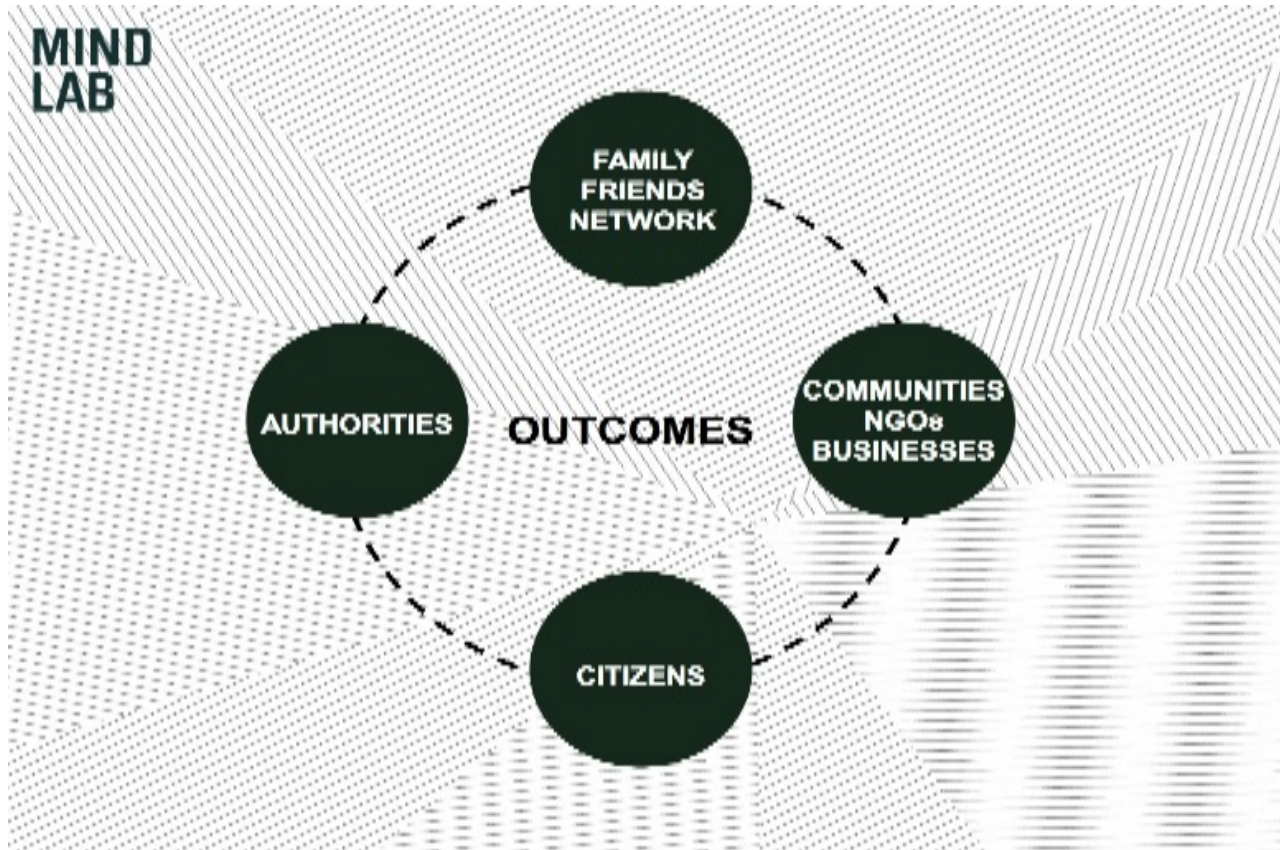 MIND
LAB
FAMILY
FRIENDS
NETWORK
AUTHORITIES
OUTCOMES
COMMUNITIES
NGOs
BUSINESSES
CITIZENS